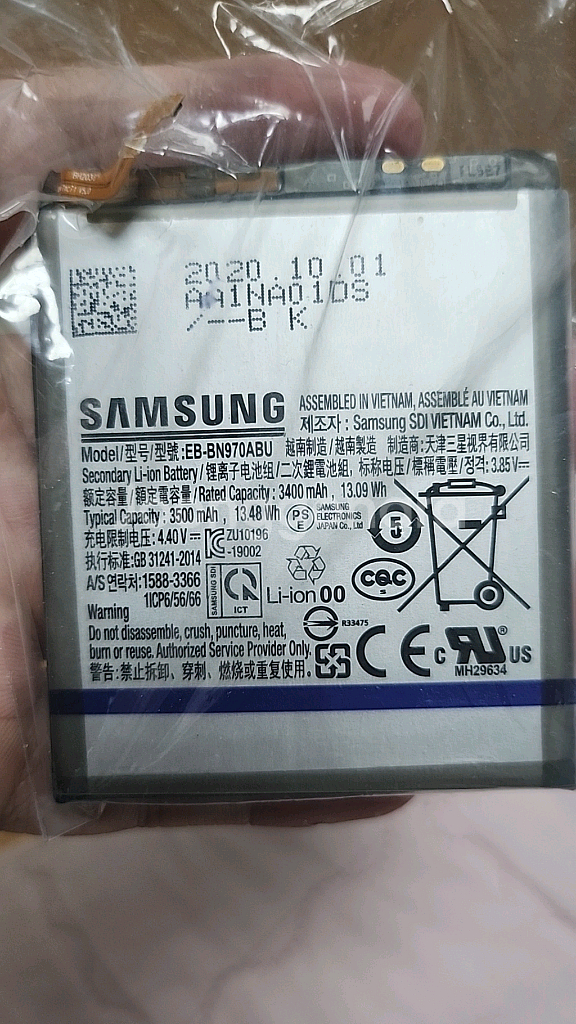 2020.10.01
AA1NA01DS
/--B K
SAMSUNG
ASSEMBLED IN VIETNAM, ASSEMBLÉ AU VIETNAM
제조자 : Samsung SDI VIETNAM Co., Ltd.
Model/型号/型號 :EB-BN970ABU 越南制造/越南製造 制造商:天津三星视界有限公司
Secondary Li-ion Battery / 锂离子电池组/二次鋰電池組, 标称电压/標稱電壓/정격: 3.85V⎓
额定容量/額定電容量/Rated Capacity : 3400 mAh , 13.09 Wh
Typical Capacity : 3500 mAh , 13.48 Wh
PS E
SAMSUNG
ELECTRONICS
JAPAN Co., Ltd
5
充电限制电压: 4.40 V⎓
ZU10196
-19002
执行标准:GB 31241-2014
A/S 연락처:1588-3366
1ICP6/56/66
SAMSUNG SDI
ICT
Li-ion 00
CQC
S
R33475
Warning
Do not disassemble, crush, puncture, heat,
burn or reuse. Authorized Service Provider Only.
警告:禁止拆卸、穿刺、燃烧或重复使用.
CE
c RU ® US
MH29634